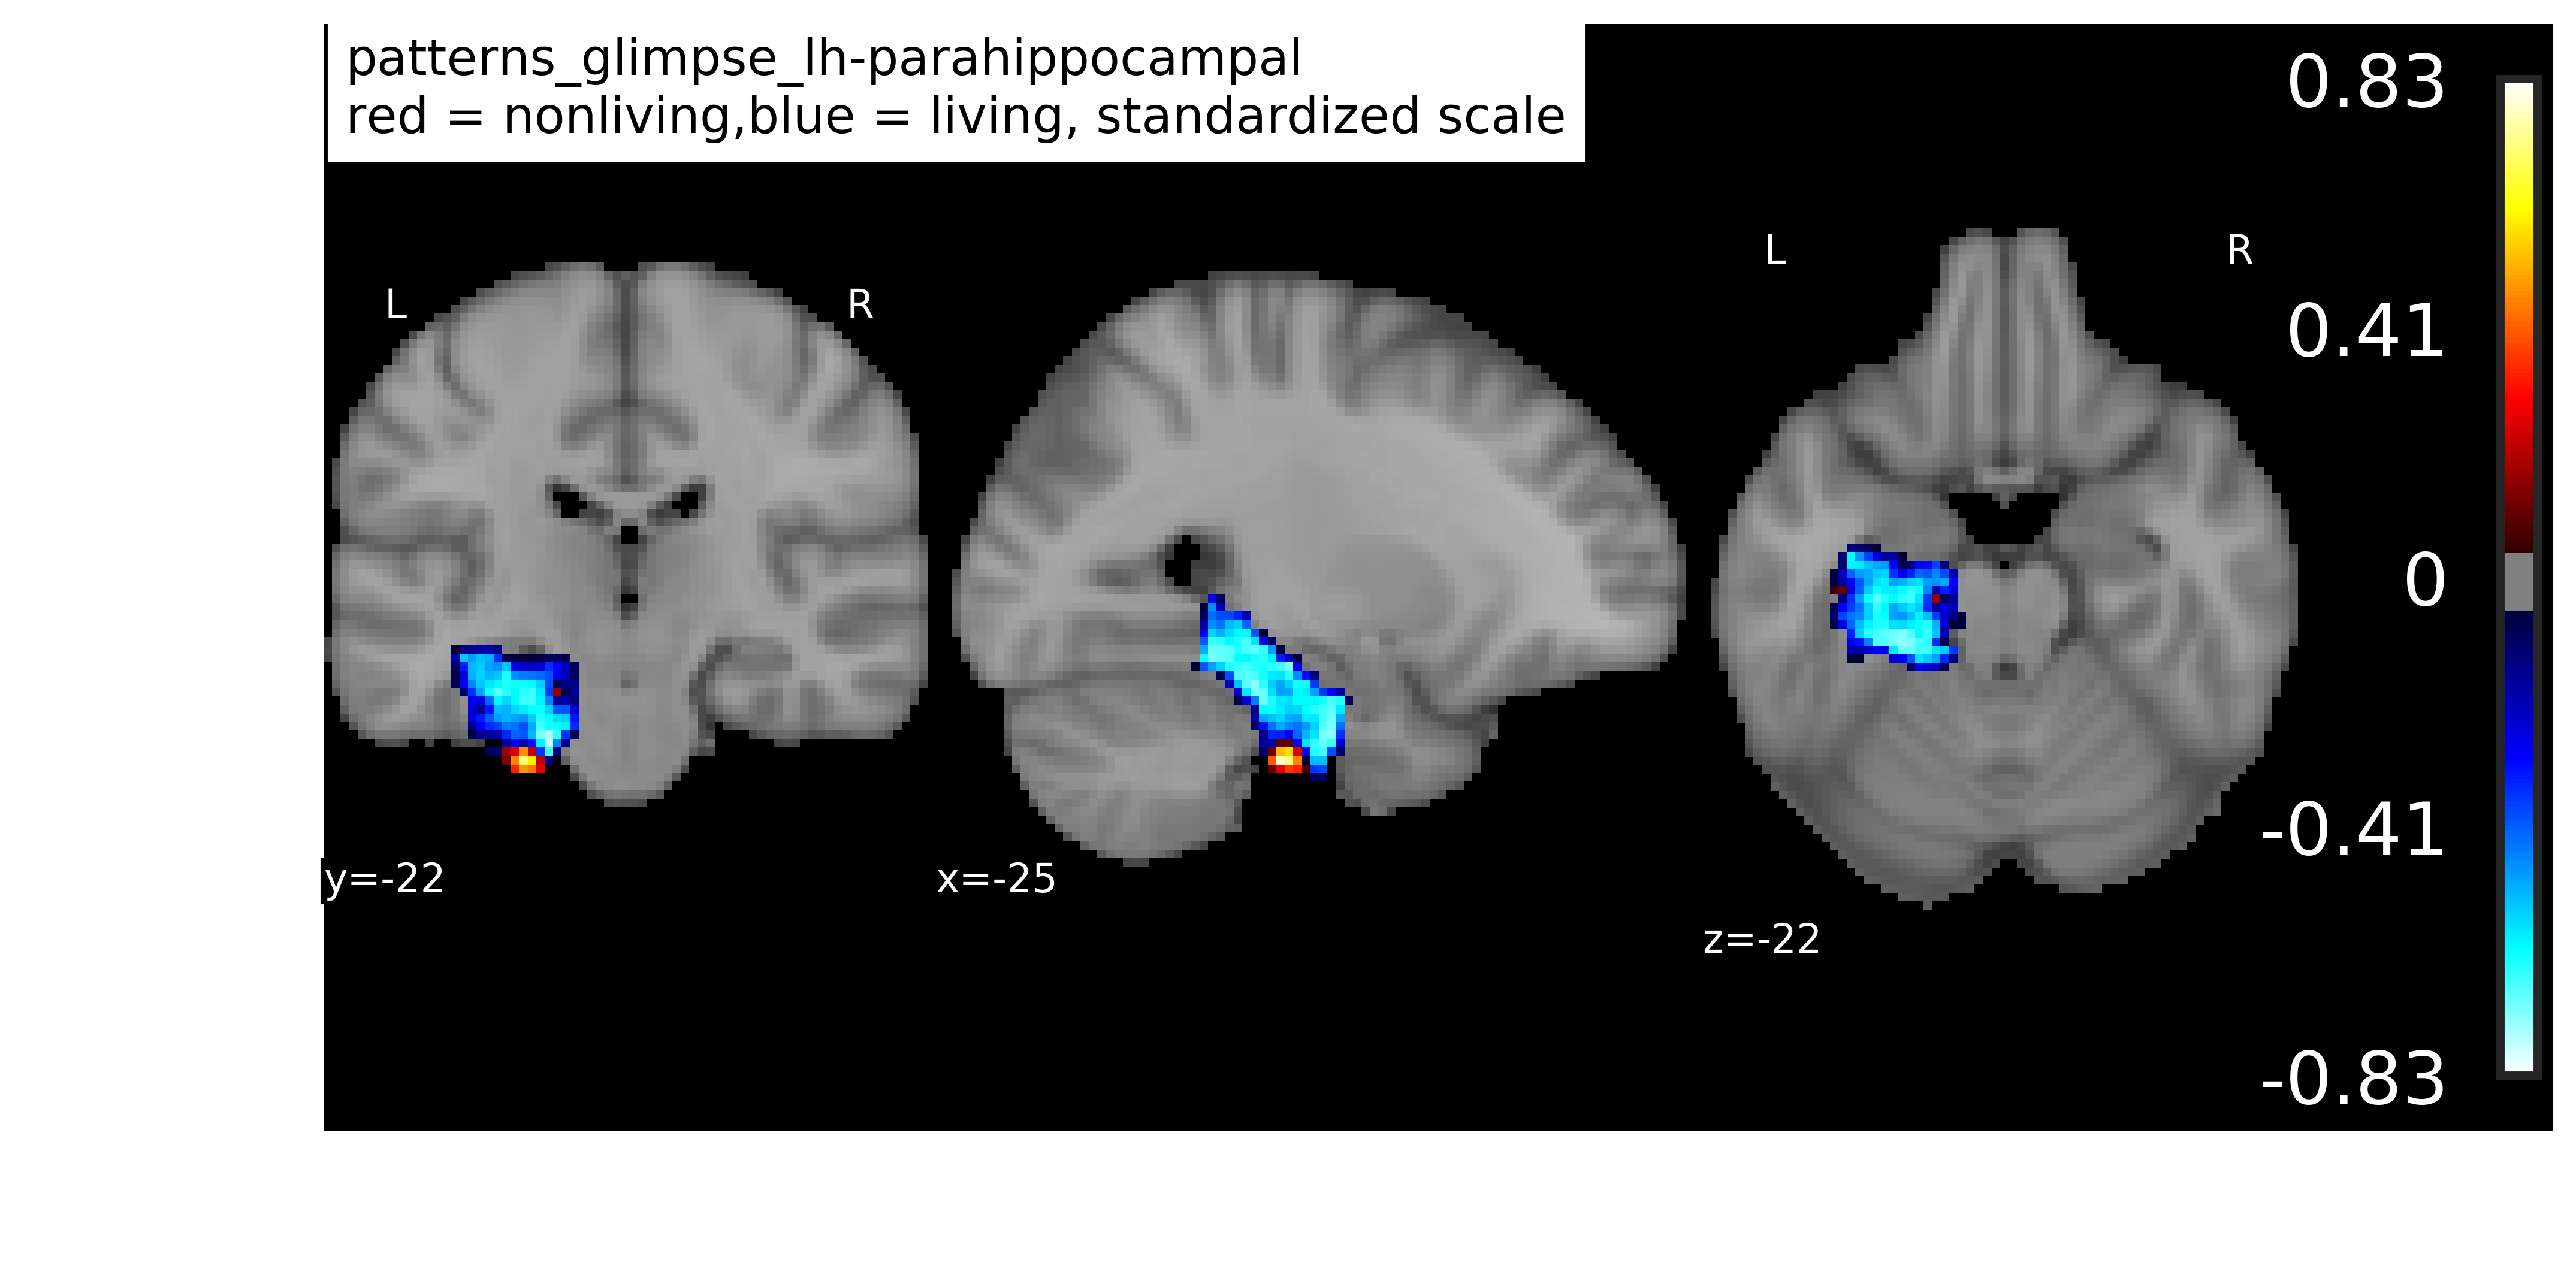 patterns_glimpse_lh-parahippocampal
red = nonliving,blue = living, standardized scale
0.83
0.41
0
-0.41
-0.83
L
R
L
R
y=-22
x=-25
z=-22